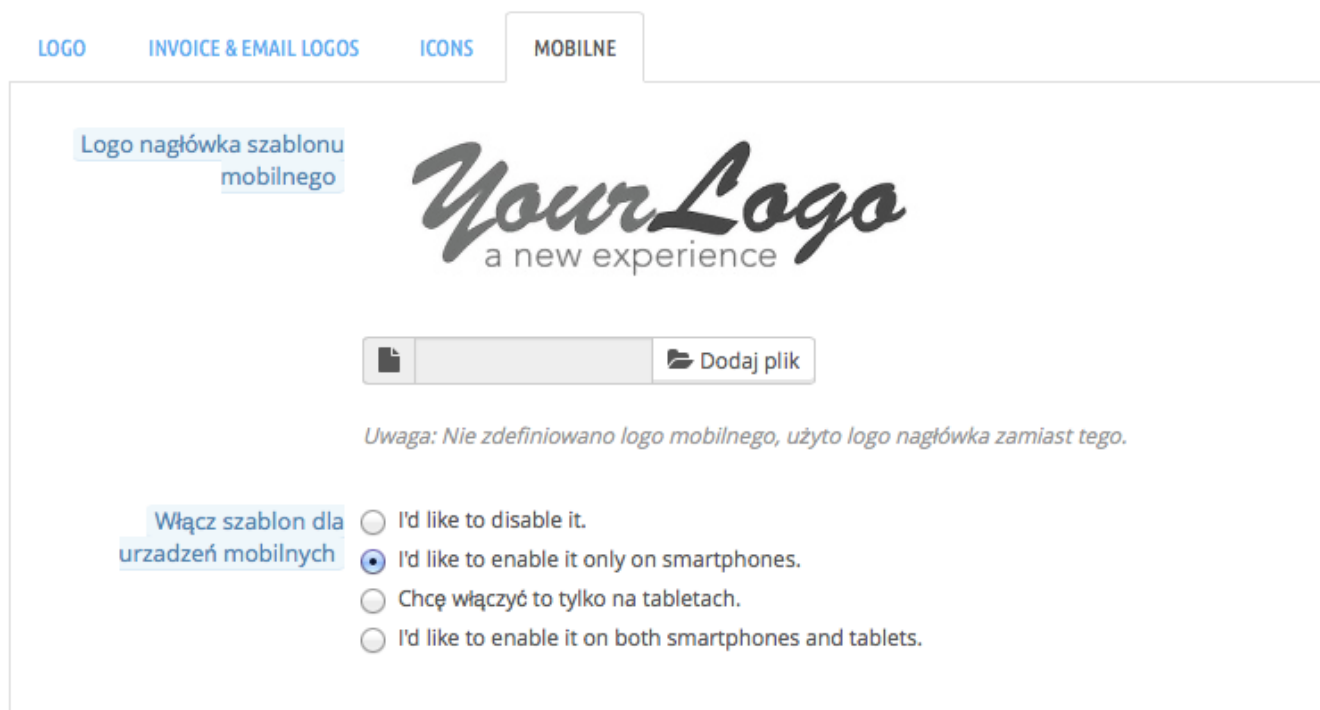 LOGO INVOICE & EMAIL LOGOS ICONS MOBILNE
Logo nagłówka szablonu
mobilnego
YourLogo
a new experience
Dodaj plik
Uwaga: Nie zdefiniowano logo mobilnego, użyto logo nagłówka zamiast tego.
Włącz szablon dla
urzadzeń mobilnych
I'd like to disable it.
I'd like to enable it only on smartphones.
Chcę włączyć to tylko na tabletach.
I'd like to enable it on both smartphones and tablets.